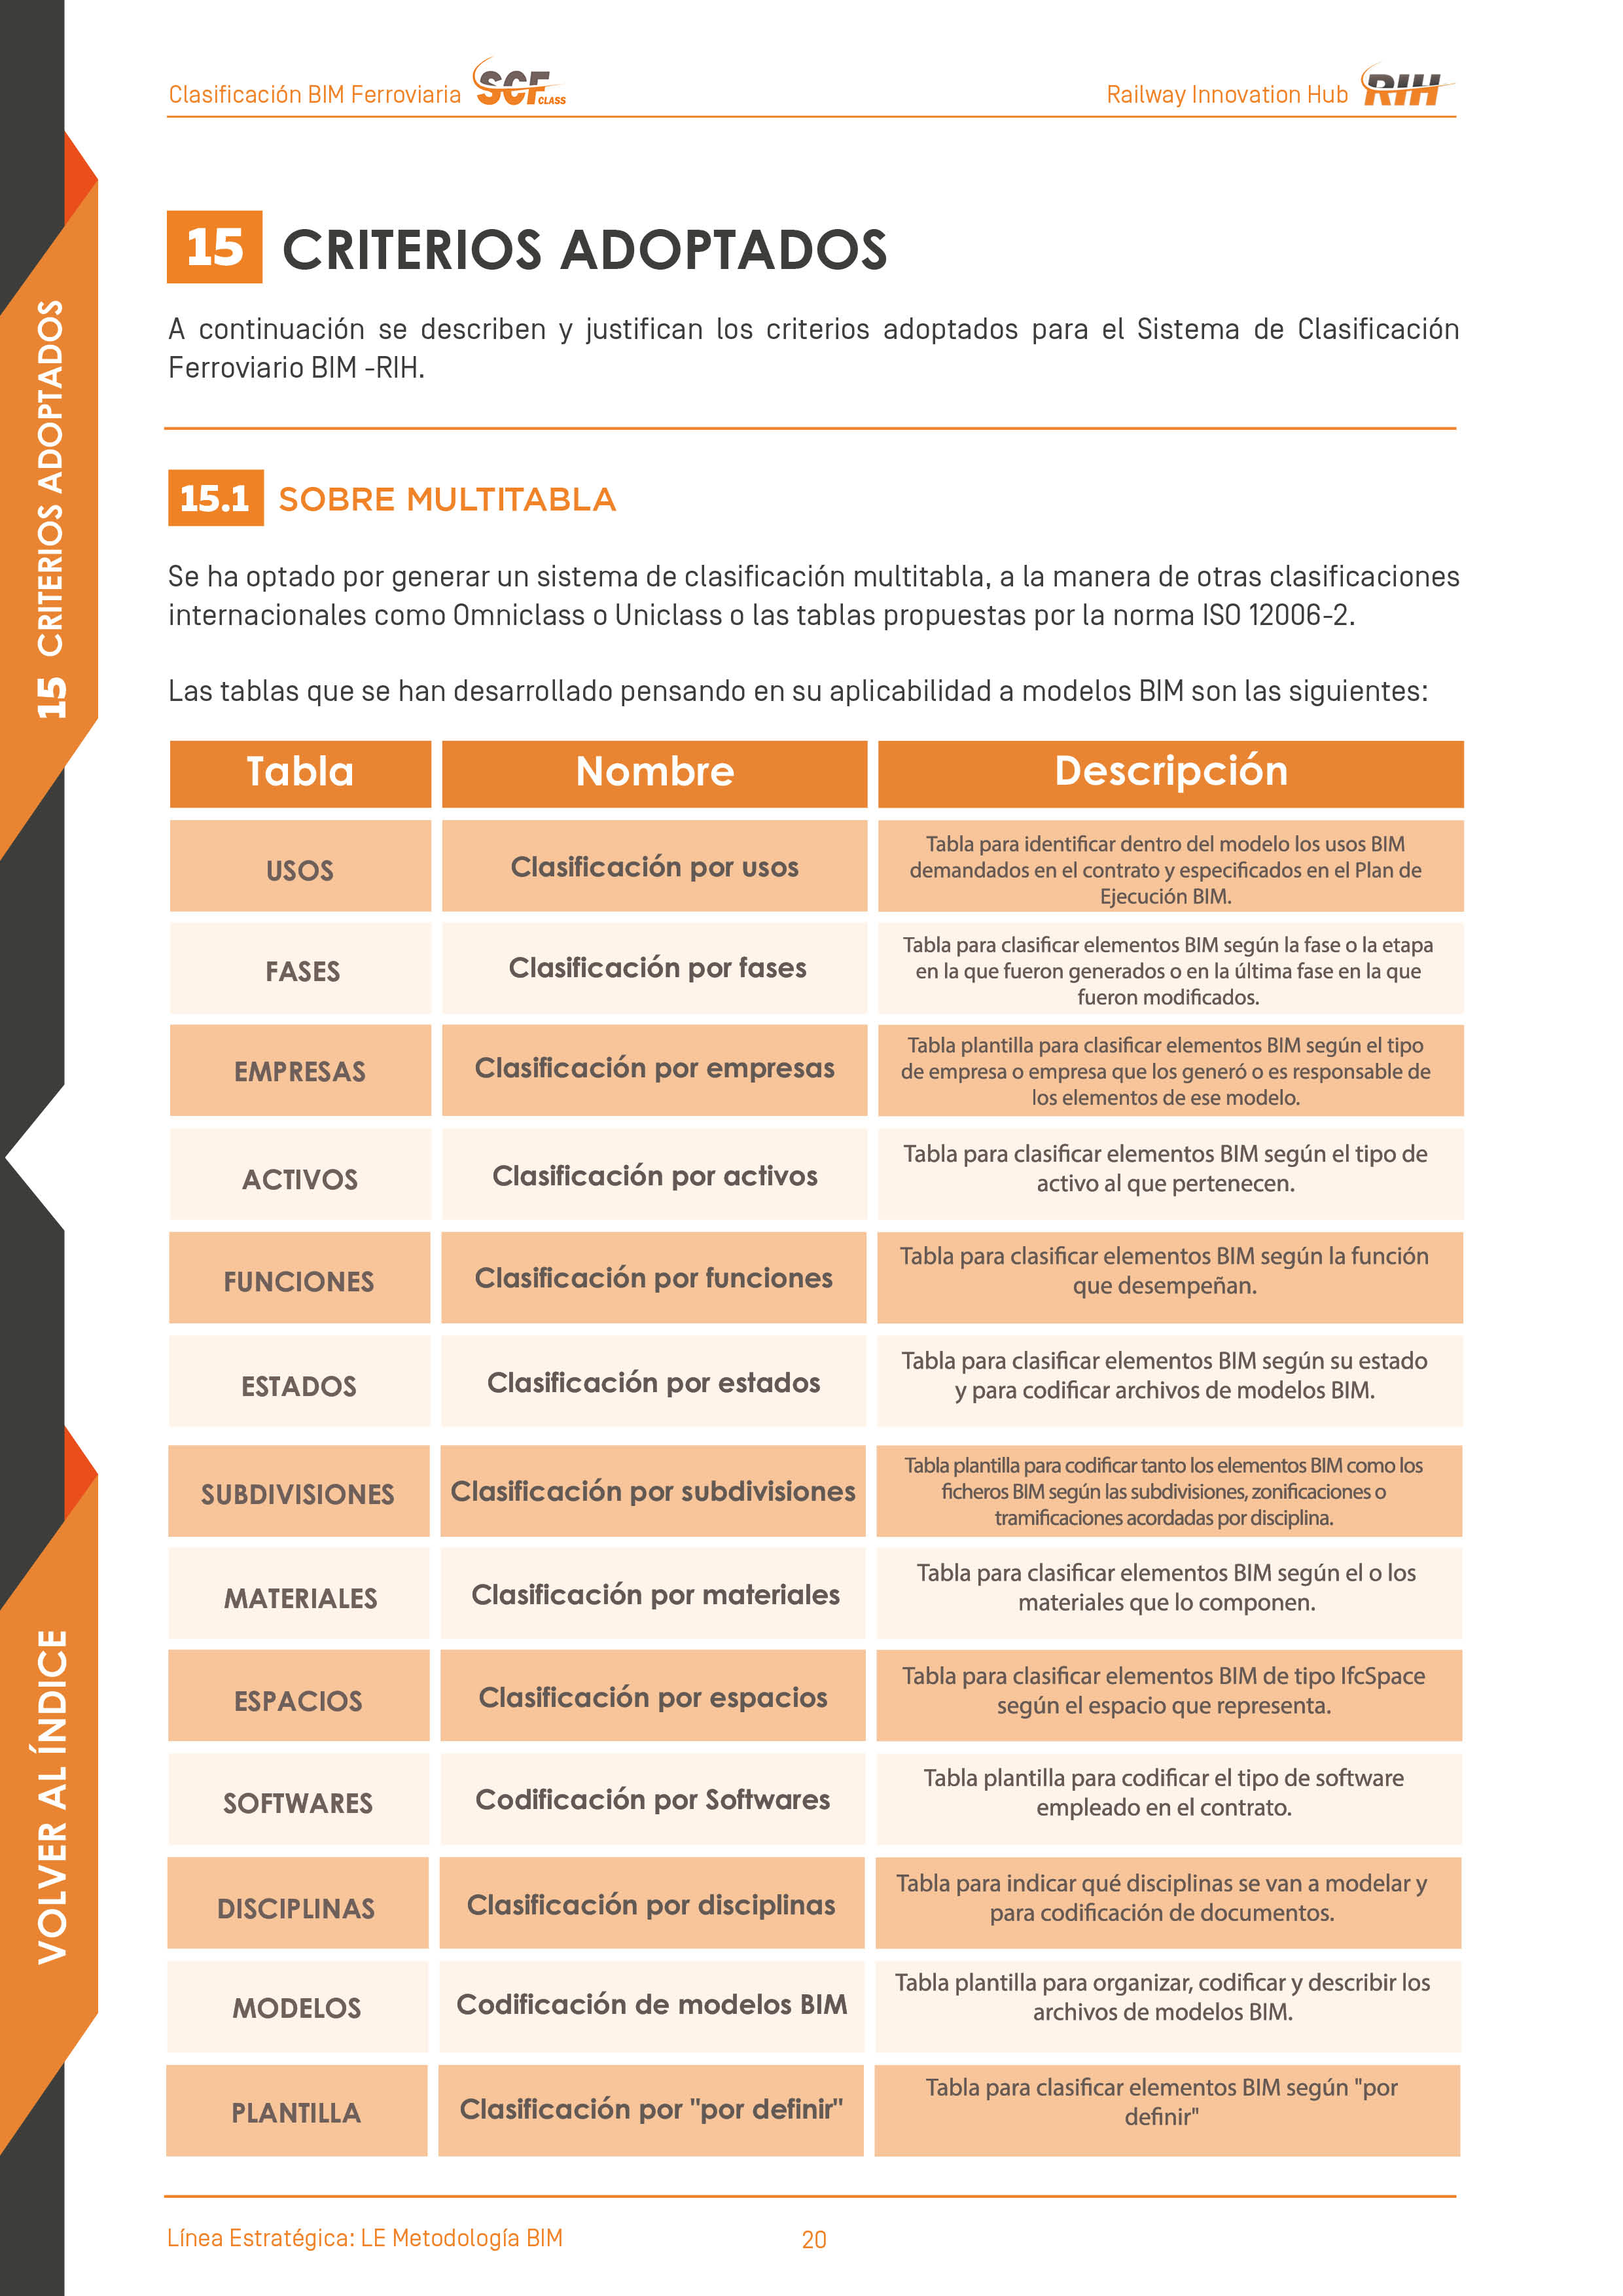 Clasificación BIM Ferroviaria SCF CLASS
Railway Innovation Hub RIH
15 CRITERIOS ADOPTADOS
A continuación se describen y justifican los criterios adoptados para el Sistema de Clasificación
Ferroviario BIM -RIH.
15.1 SOBRE MULTITABLA
Se ha optado por generar un sistema de clasificación multitabla, a la manera de otras clasificaciones
internacionales como Omniclass o Uniclass o las tablas propuestas por la norma ISO 12006-2.
Las tablas que se han desarrollado pensando en su aplicabilidad a modelos BIM son las siguientes:
Tabla Nombre Descripción
USOS
Clasificación por usos
Tabla para identificar dentro del modelo los usos BIM
demandados en el contrato y especificados en el Plan de
Ejecución BIM.
FASES
Clasificación por fases
Tabla para clasificar elementos BIM según la fase o la etapa
en la que fueron generados o en la última fase en la que
fueron modificados.
EMPRESAS
Clasificación por empresas
Tabla plantilla para clasificar elementos BIM según el tipo
de empresa o empresa que los generó o es responsable de
los elementos de ese modelo.
ACTIVOS
Clasificación por activos
Tabla para clasificar elementos BIM según el tipo de
activo al que pertenecen.
FUNCIONES
Clasificación por funciones
Tabla para clasificar elementos BIM según la función
que desempeñan.
ESTADOS
Clasificación por estados
Tabla para clasificar elementos BIM según su estado
y para codificar archivos de modelos BIM.
SUBDIVISIONES
Clasificación por subdivisiones
Tabla plantilla para codificar tanto los elementos BIM como los
ficheros BIM según las subdivisiones, zonificaciones o
tramificaciones acordadas por disciplina.
MATERIALES
Clasificación por materiales
Tabla para clasificar elementos BIM según el o los
materiales que lo componen.
ESPACIOS
Clasificación por espacios
Tabla para clasificar elementos BIM de tipo IfcSpace
según el espacio que representa.
SOFTWARES
Codificación por Softwares
Tabla plantilla para codificar el tipo de software
empleado en el contrato.
DISCIPLINAS
Clasificación por disciplinas
Tabla para indicar qué disciplinas se van a modelar y
para codificación de documentos.
MODELOS
Codificación de modelos BIM
Tabla plantilla para organizar, codificar y describir los
archivos de modelos BIM.
PLANTILLA
Clasificación por "por definir"
Tabla para clasificar elementos BIM según "por
definir"
Línea Estratégica: LE Metodología BIM
20
15 CRITERIOS ADOPTADOS
VOLVER AL ÍNDICE